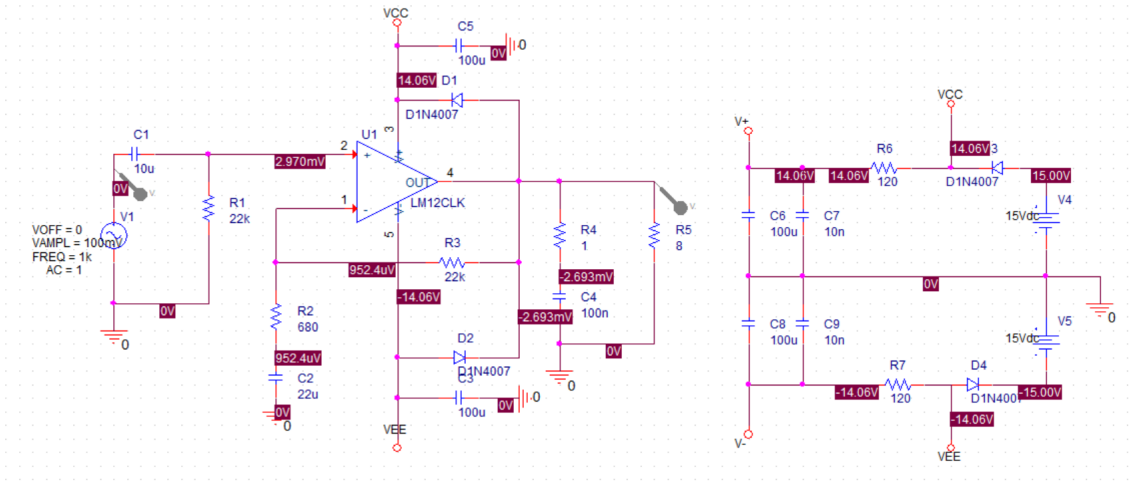 VCC
C5
0V
0
100u
14.06V
D1
D1N4007
3
C1
10u
2
U1
+
V+
2.970mV
4
OUT
LM12CLK
0V
V1
VOFF = 0
VAMPL = 100mV
FREQ = 1k
AC = 1
R1
22k
1
-
V-
5
R3
22k
952.4uV
-14.06V
R4
1
R5
8
-2.693mV
C4
100n
-2.693mV
0V
0V
0
R2
680
952.4uV
C2
22u
0V
0
D2
D1N4007
C3
100u
0V
0
0
VEE
V+
VCC
R6
120
14.06V
14.06V
14.06V
3
D1N4007
15.00V
V4
15Vdc
C6
100u
C7
10n
0V
0
C8
100u
C9
10n
V5
15Vdc
R7
120
D4
D1N4007
-14.06V
-15.00V
-14.06V
V-
VEE